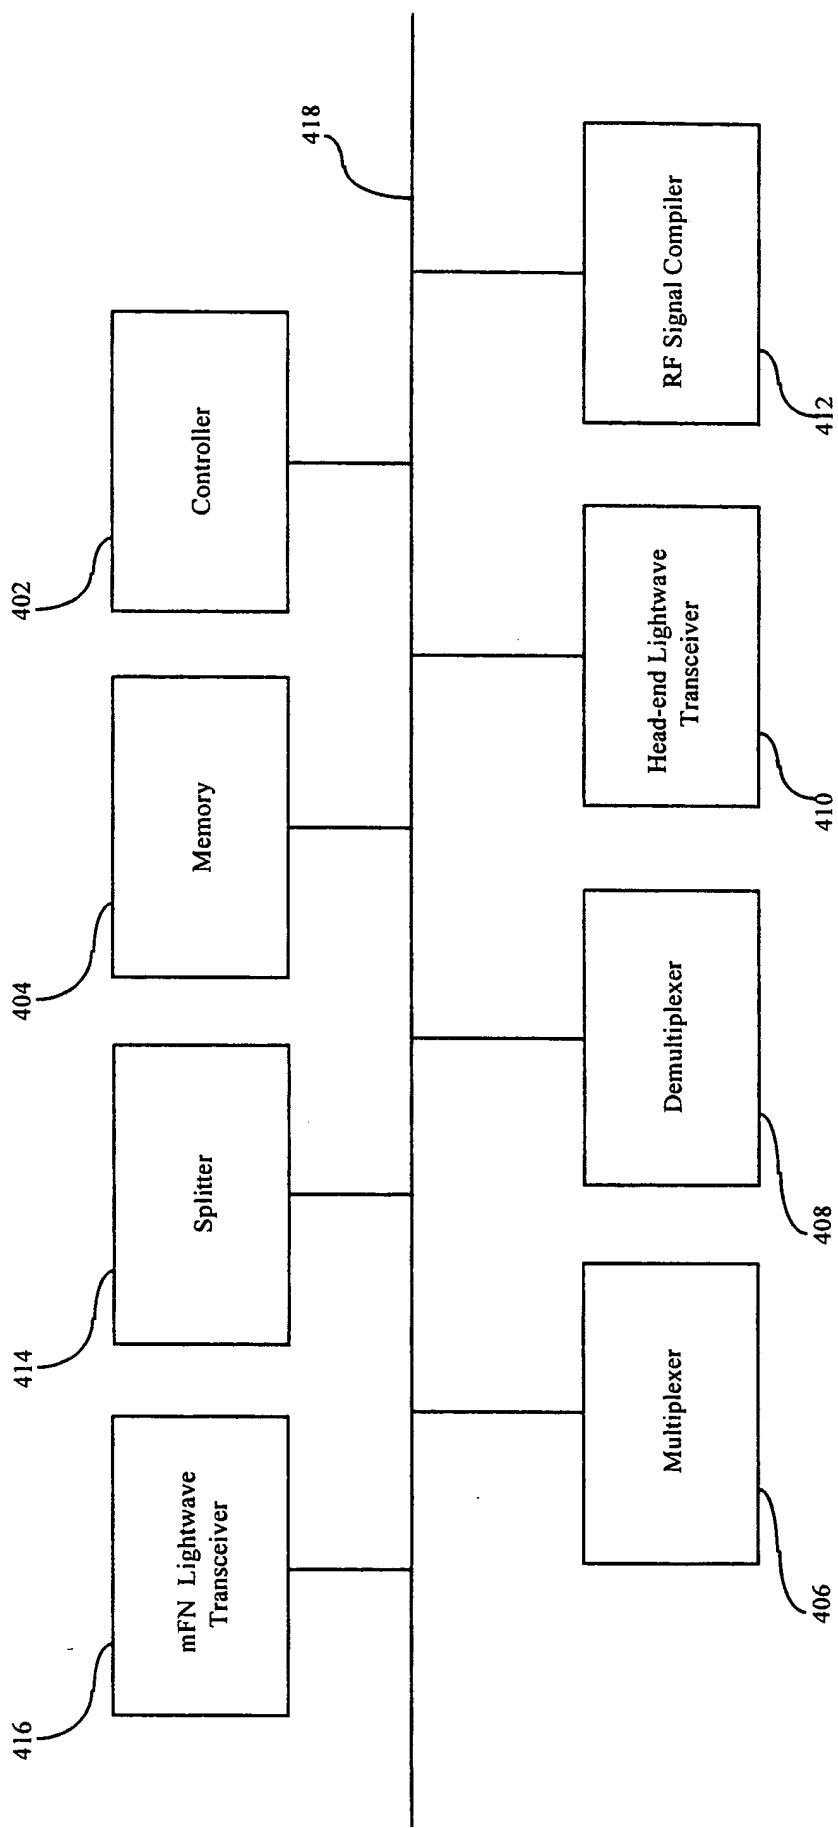 416
414
404
402
mFN Lightwave
Transceiver
Splitter
Memory
Controller
418
Multiplexer
Demultiplexer
Head-end Lightwave
Transceiver
RF Signal Compiler
406
408
410
412